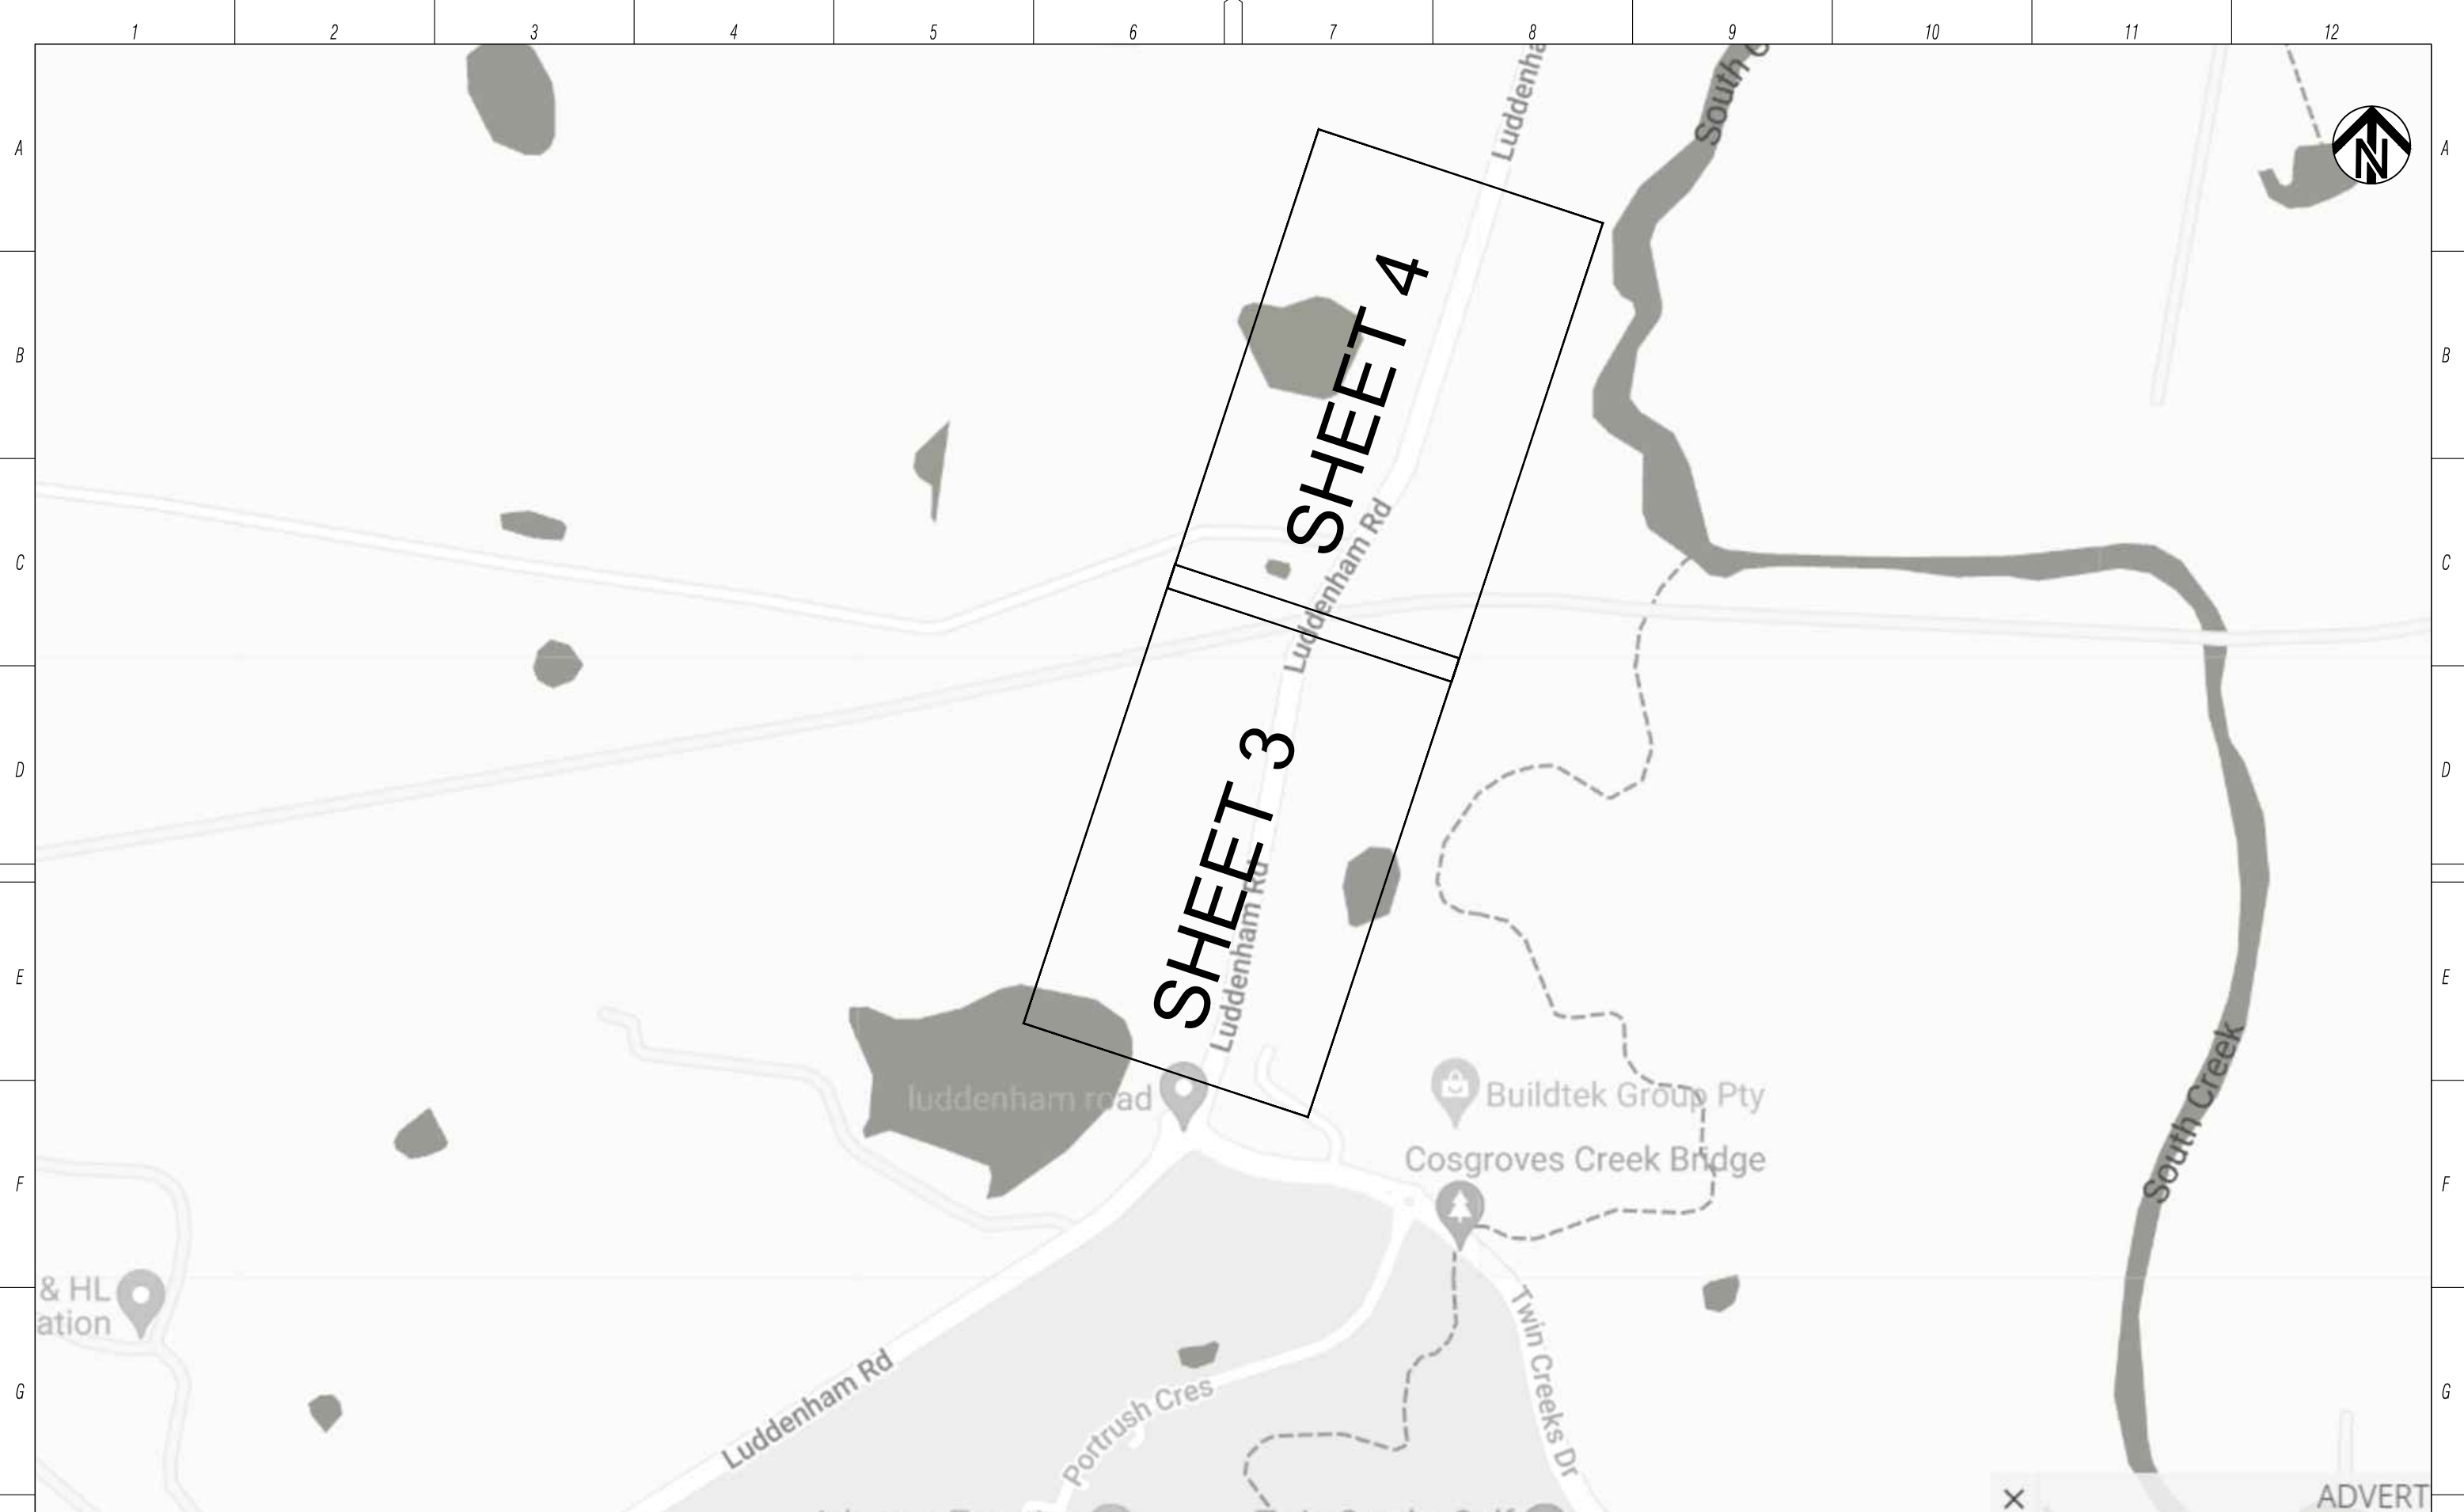 1 2 3 4 5 6 7 8 9 10 11 12
A A
B B
C C
D D
E E
F F
G G
N
Luddenha
South C
SHEET 4
Luddenham Rd
SHEET 3
Luddenham Rd
luddenham road
Buildtek Group Pty
Cosgroves Creek Bridge
South Creek
& HL
ation
Luddenham Rd
Portrush Cres
Twin Creeks Dr
ADVERT